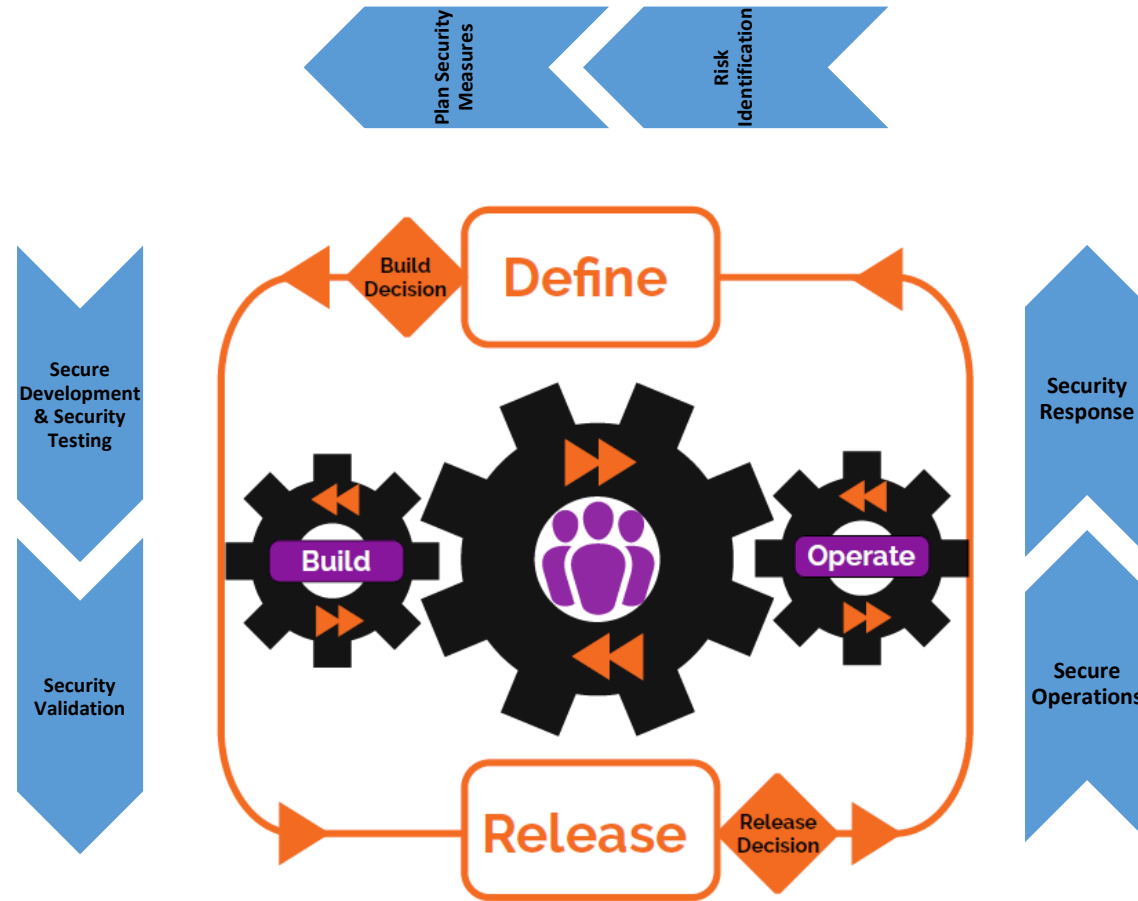 Plan Security
Measures
Risk
Identification
Build
Decision
Define
Secure
Development
& Security
Testing
Security
Response
Build
Operate
Security
Validation
Secure
Operations
Release
Release
Decision